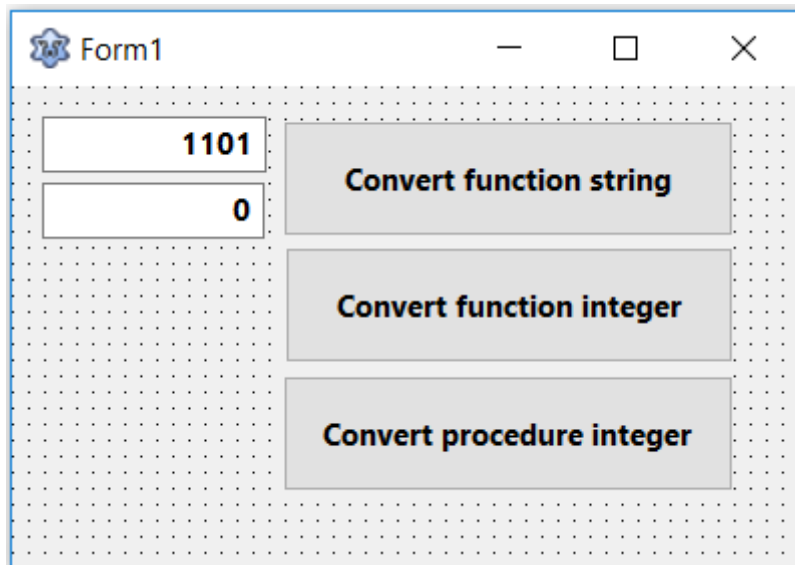 Form1
1101
0
Convert function string
Convert function integer
Convert procedure integer